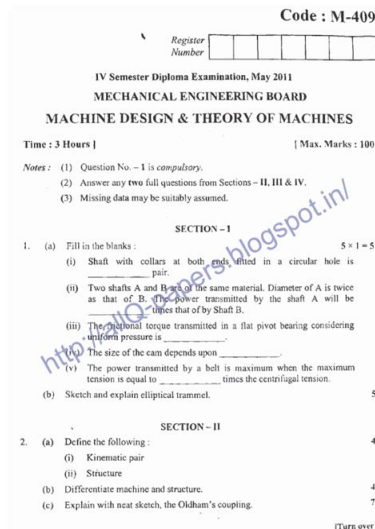 Code : M-409
Register
Number
IV Semester Diploma Examination, May 2011
MECHANICAL ENGINEERING BOARD
MACHINE DESIGN & THEORY OF MACHINES
Time : 3 Hours ] [ Max. Marks : 100
Notes : (1) Question No. – 1 is compulsory.
(2) Answer any two full questions from Sections – II, III & IV.
(3) Missing data may be suitably assumed.
SECTION – I
1. (a) Fill in the blanks : 5 × 1 = 5
(i) Shaft with collars at both ends fitted in a circular hole is
____________ pair.
(ii) Two shafts A and B are of the same material. Diameter of A is twice
as that of B. The power transmitted by the shaft A will be
____________ times that of by Shaft B.
(iii) The frictional torque transmitted in a flat pivot bearing considering
uniform pressure is ____________.
(iv) The size of the cam depends upon ____________.
(v) The power transmitted by a belt is maximum when the maximum
tension is equal to ____________ times the centrifugal tension.
(b) Sketch and explain elliptical trammel. 5
SECTION – II
2. (a) Define the following : 4
(i) Kinematic pair
(ii) Structure
(b) Differentiate machine and structure. 4
(c) Explain with neat sketch, the Oldham's coupling. 7
[Turn over
http://allQ-papers.blogspot.in/